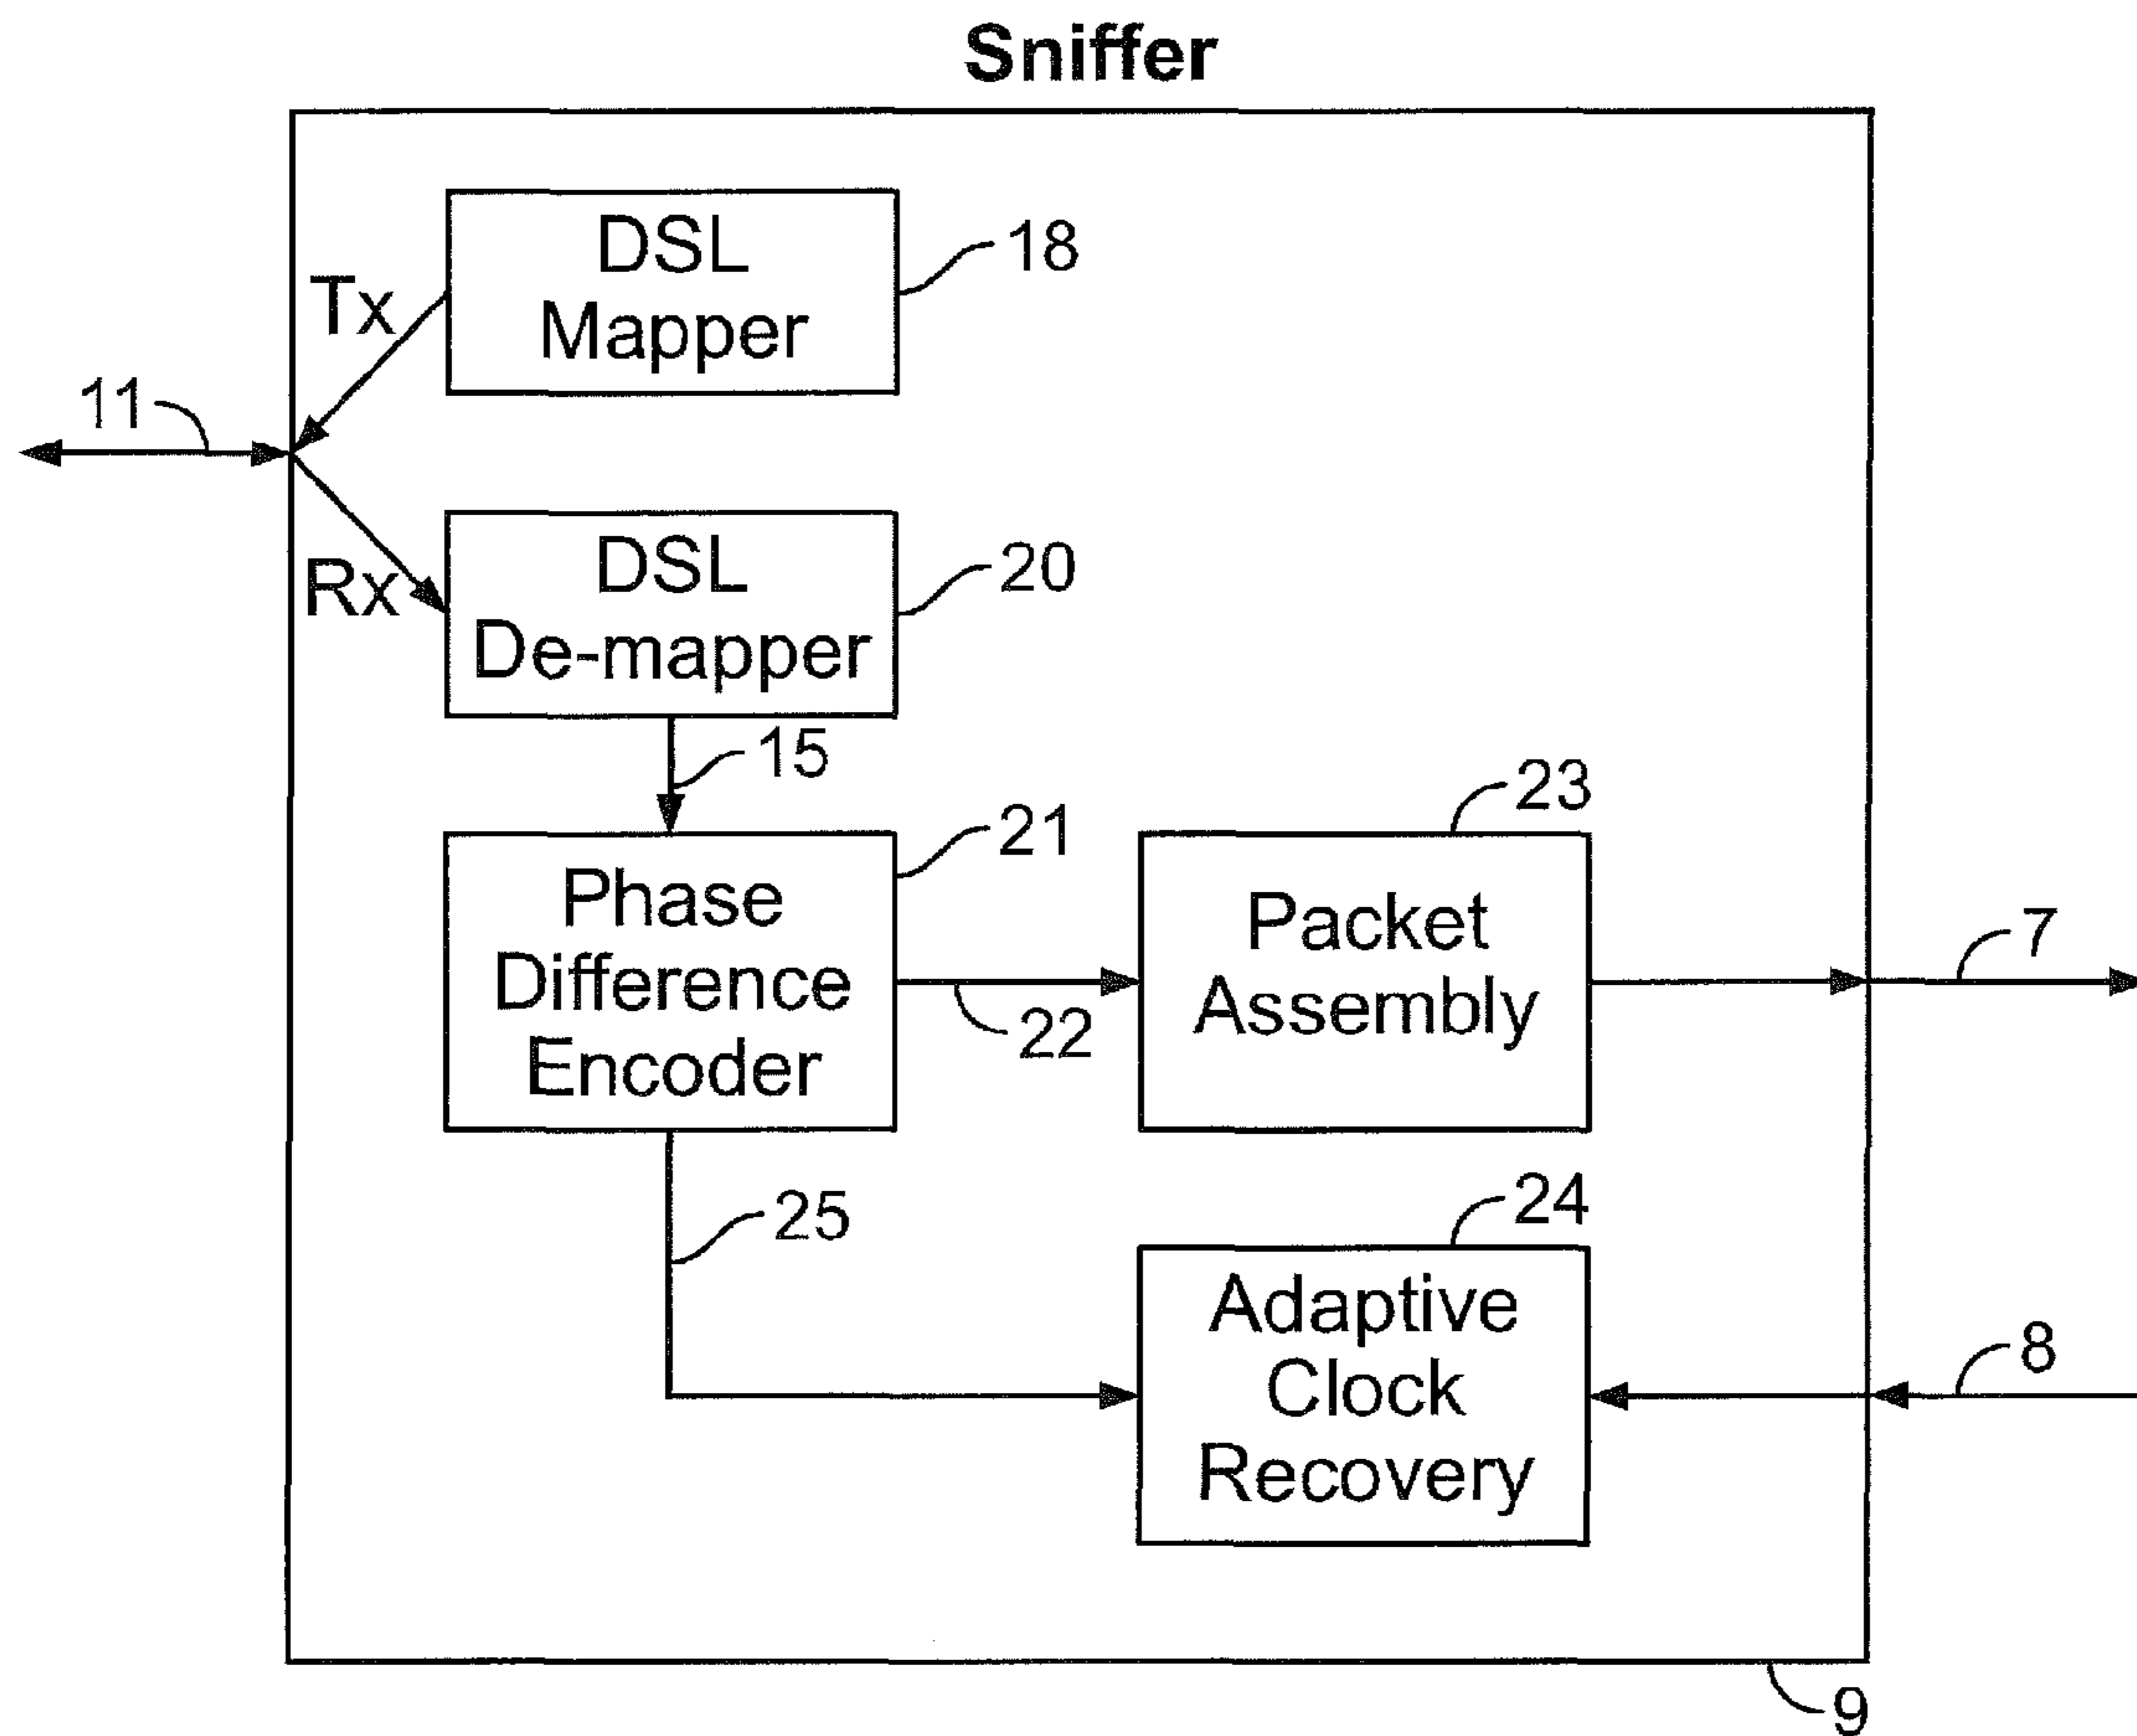 Sniffer
DSL
Mapper
18
Tx
11
DSL
De-mapper
20
Rx
15
Phase
Difference
Encoder
21
22
Packet
Assembly
23
7
25
Adaptive
Clock
Recovery
24
8
9